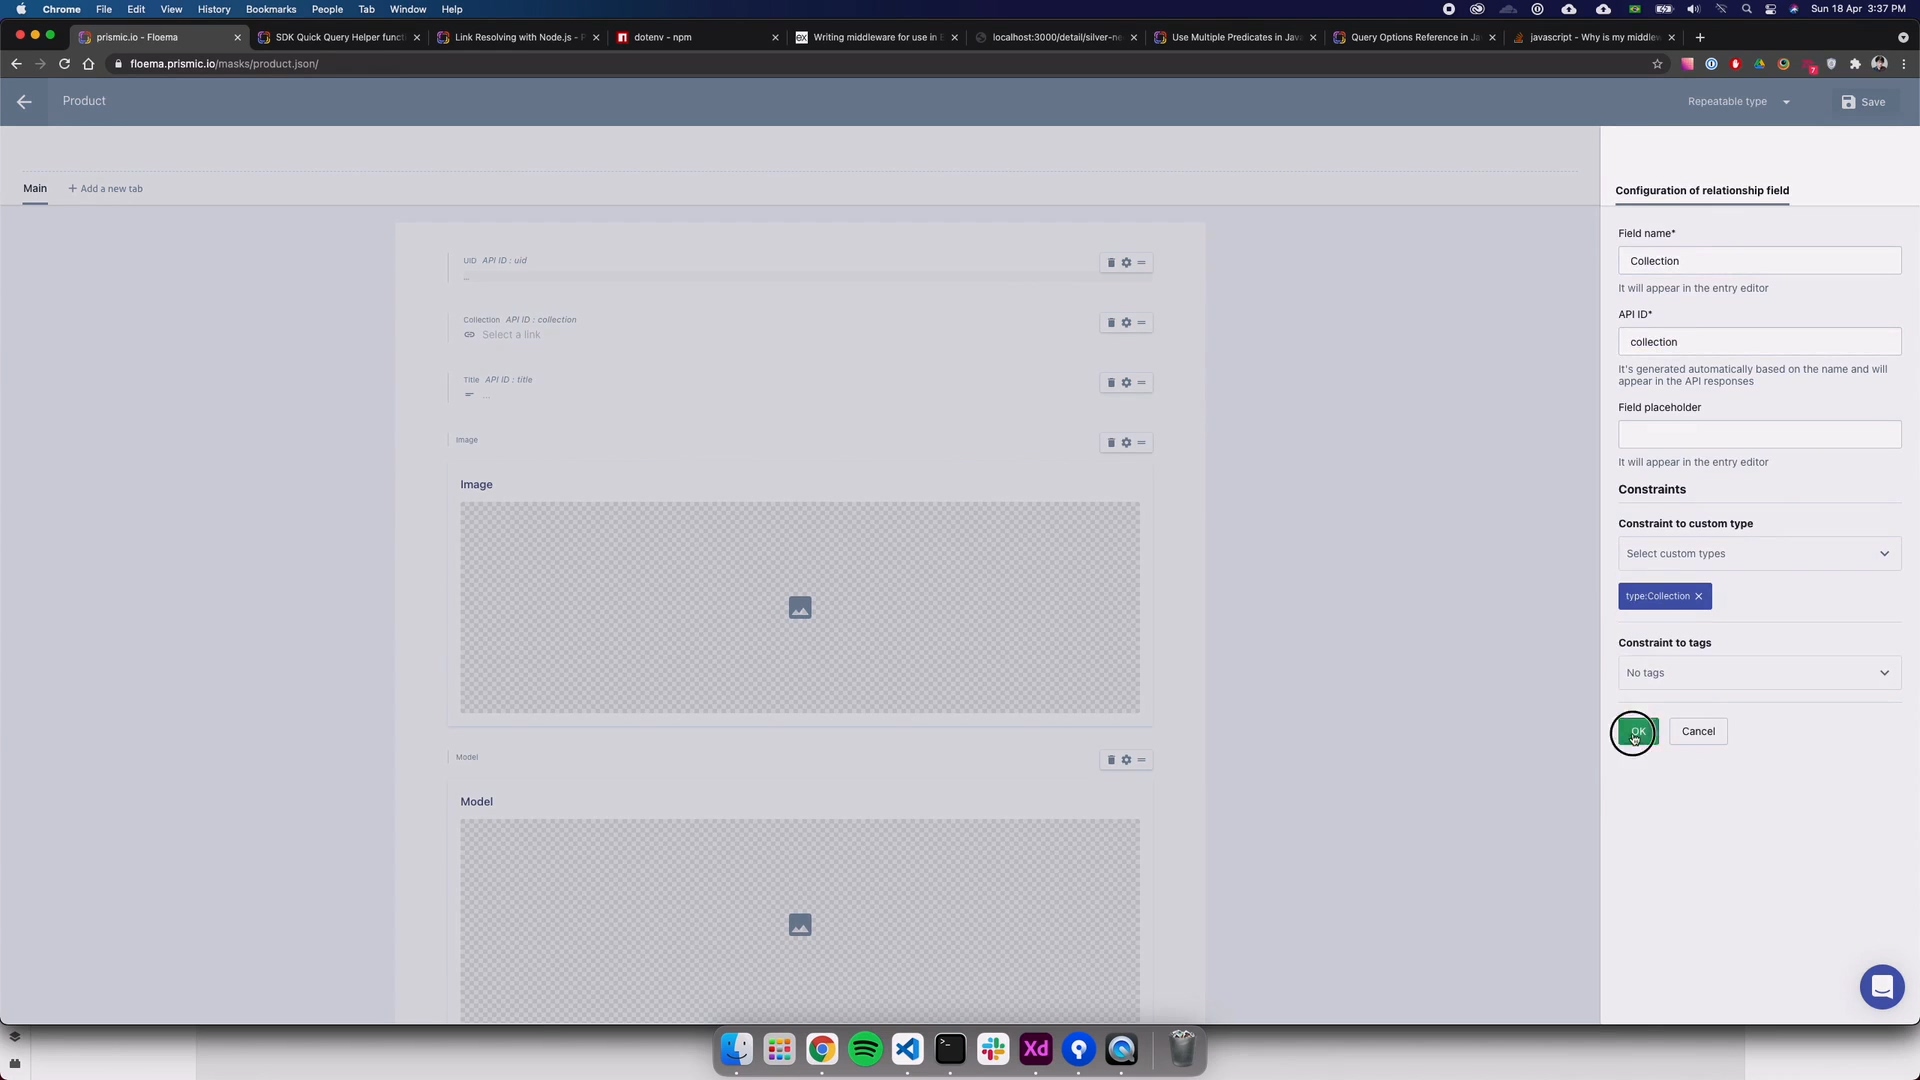 Chrome File Edit View History Bookmarks People Tab Window Help
Sun 18 Apr 3:37 PM
prismic.io - Floema
SDK Quick Query Helper funct
Link Resolving with Node.js - P
dotenv - npm
Writing middleware for use in E
localhost:3000/detail/silver-ne
Use Multiple Predicates in Java
Query Options Reference in Ja
javascript - Why is my middlew
floema.prismic.io/masks/product.json/
7
Product
Repeatable type
Save
Main
+ Add a new tab
UID API ID : uid
...
Collection API ID : collection
Select a link
Title API ID : title
...
Image
Image
Model
Model
Configuration of relationship field
Field name*
Collection
It will appear in the entry editor
API ID*
collection
It's generated automatically based on the name and will
appear in the API responses
Field placeholder
It will appear in the entry editor
Constraints
Constraint to custom type
Select custom types
type:Collection
Constraint to tags
No tags
OK
Cancel
Xd